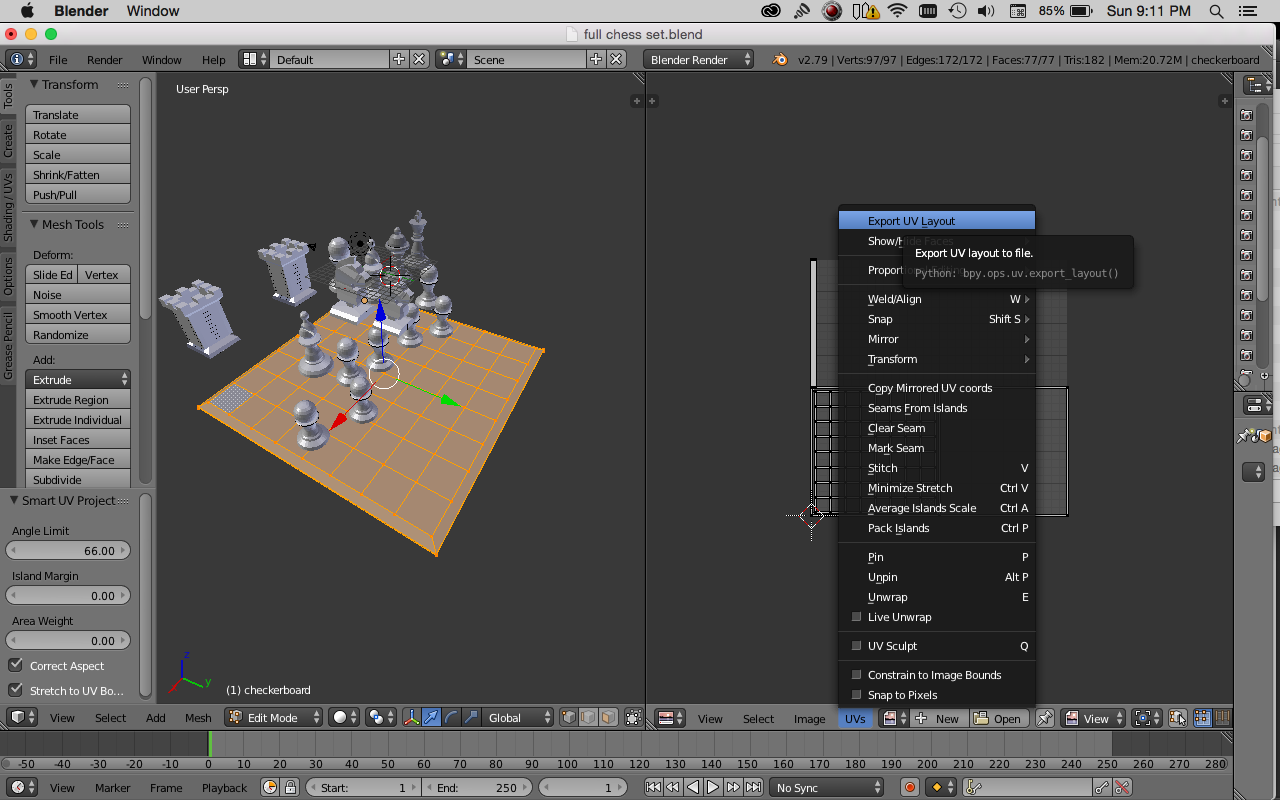 Blender Window 85% Sun 9:11 PM
full chess set.blend
File Render Window Help Default Scene Blender Render v2.79 | Verts:97/97 | Edges:172/172 | Faces:77/77 | Tris:182 | Mem:20.72M | checkerboard
Tools
Create
Shading / UVs
Options
Grease Pencil
Transform
Translate
Rotate
Scale
Shrink/Fatten
Push/Pull
Mesh Tools
Deform:
Slide Ed Vertex
Noise
Smooth Vertex
Randomize
Add:
Extrude
Extrude Region
Extrude Individual
Inset Faces
Make Edge/Face
Subdivide
Smart UV Project
Angle Limit
66.00
Island Margin
0.00
Area Weight
0.00
Correct Aspect
Stretch to UV Bo...
User Persp
z
y
(1) checkerboard
Export UV Layout
Show/Hide Faces
Export UV layout to file.
Python: bpy.ops.uv.export_layout()
Weld/Align W
Snap Shift S
Mirror
Transform
Copy Mirrored UV coords
Seams From Islands
Clear Seam
Mark Seam
Stitch V
Minimize Stretch Ctrl V
Average Islands Scale Ctrl A
Pack Islands Ctrl P
Pin P
Unpin Alt P
Unwrap E
Live Unwrap
UV Sculpt Q
Constrain to Image Bounds
Snap to Pixels
View Select Add Mesh Edit Mode Global
View Select Image UVs New Open View
-50 -40 -30 -20 -10 0 10 20 30 40 50 60 70 80 90 100 110 120 130 140 150 160 170 180 190 200 210 220 230 240 250 260 270 280
View Marker Frame Playback Start: 1 End: 250 1 No Sync